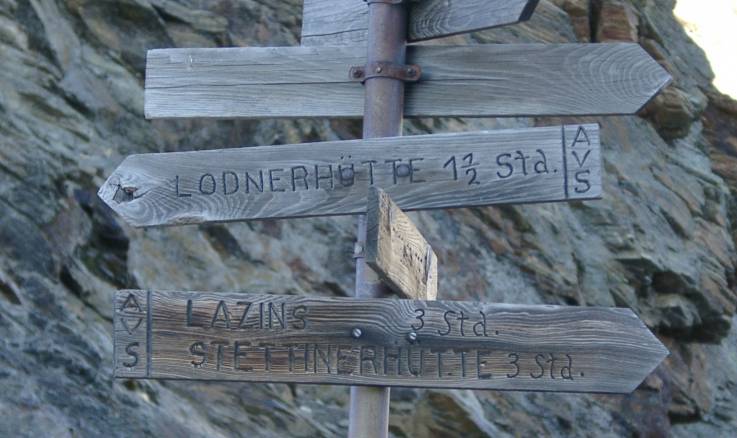 LODNERHÜTTE 1½ Std. AVS
AVS LAZINS 3 Std.
STETTINERHÜTTE 3 Std.